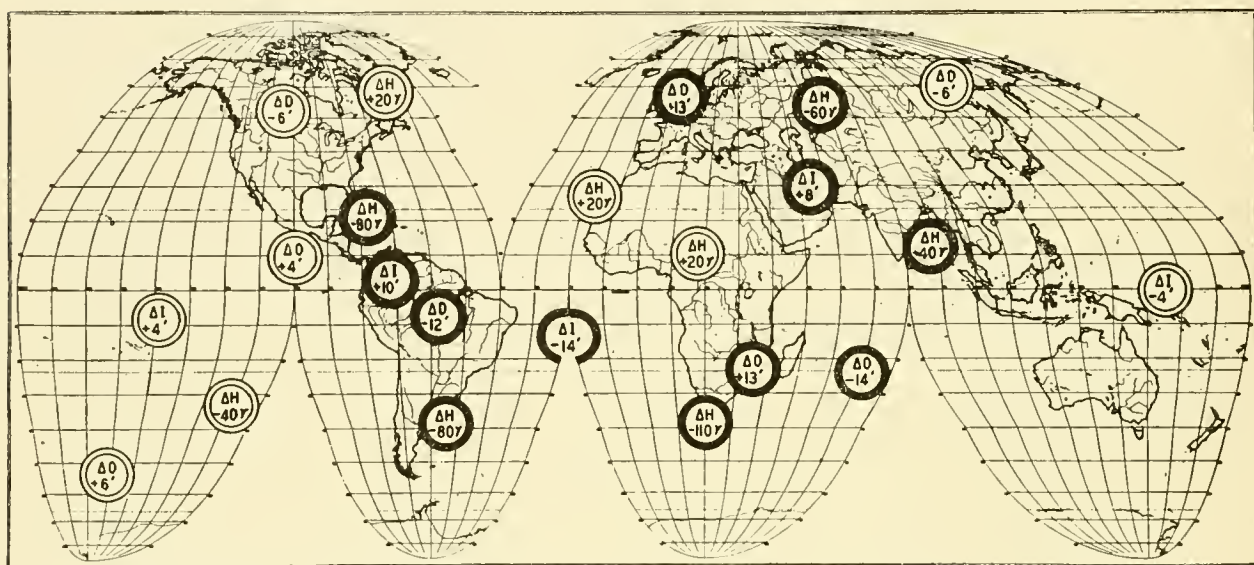 ΔD
-6'
ΔH
+20γ
ΔD
+13'
ΔH
-60γ
ΔD
-6'
ΔH
-80γ
ΔH
+20γ
ΔI
+8'
ΔD
+4'
ΔI
+10'
ΔH
+20γ
ΔH
-40γ
ΔI
+4'
ΔD
-12'
ΔI
-14'
ΔI
-4'
ΔH
-40γ
ΔH
-80γ
ΔD
+13'
ΔD
-14'
ΔH
-110γ
ΔD
+6'